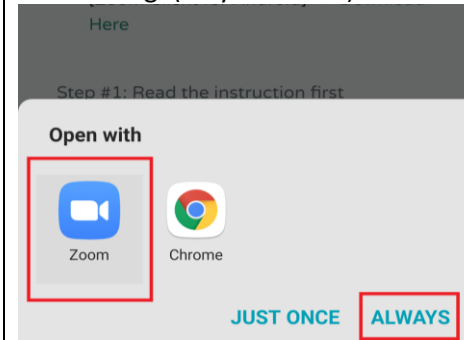 Here
Step #1: Read the instruction first
Open with
Zoom
Chrome
JUST ONCE
ALWAYS